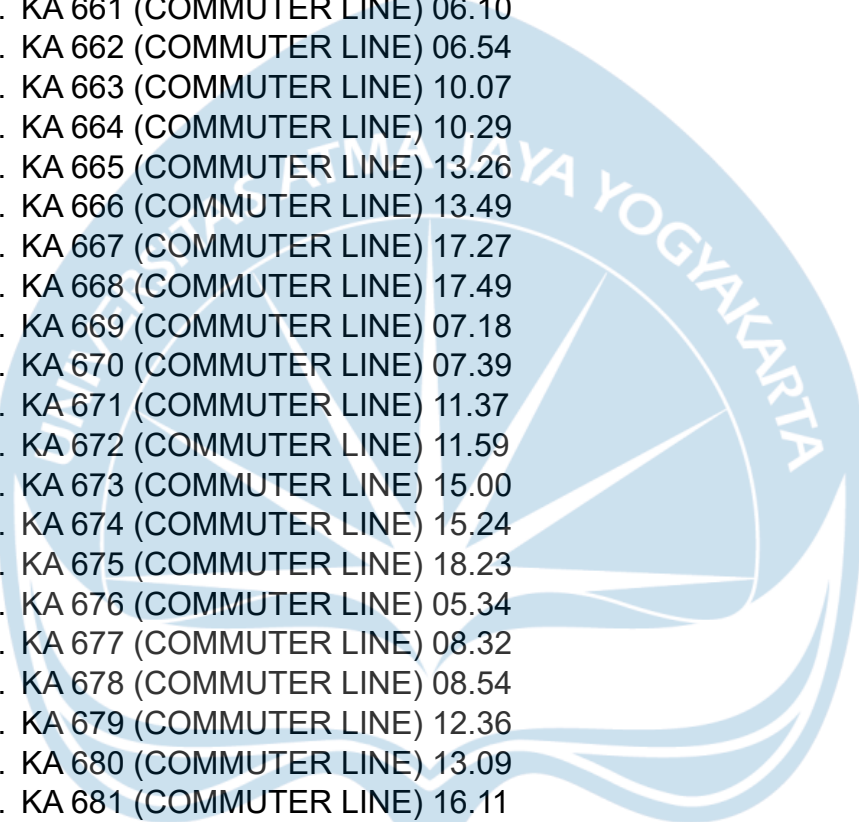 . KA 661 (COMMUTER LINE) 06.10
. KA 662 (COMMUTER LINE) 06.54
. KA 663 (COMMUTER LINE) 10.07
. KA 664 (COMMUTER LINE) 10.29
. KA 665 (COMMUTER LINE) 13.26
. KA 666 (COMMUTER LINE) 13.49
. KA 667 (COMMUTER LINE) 17.27
. KA 668 (COMMUTER LINE) 17.49
. KA 669 (COMMUTER LINE) 07.18
. KA 670 (COMMUTER LINE) 07.39
. KA 671 (COMMUTER LINE) 11.37
. KA 672 (COMMUTER LINE) 11.59
. KA 673 (COMMUTER LINE) 15.00
. KA 674 (COMMUTER LINE) 15.24
. KA 675 (COMMUTER LINE) 18.23
. KA 676 (COMMUTER LINE) 05.34
. KA 677 (COMMUTER LINE) 08.32
. KA 678 (COMMUTER LINE) 08.54
. KA 679 (COMMUTER LINE) 12.36
. KA 680 (COMMUTER LINE) 13.09
. KA 681 (COMMUTER LINE) 16.11
UNIVERSITAS ATMA JAYA YOGYAKARTA